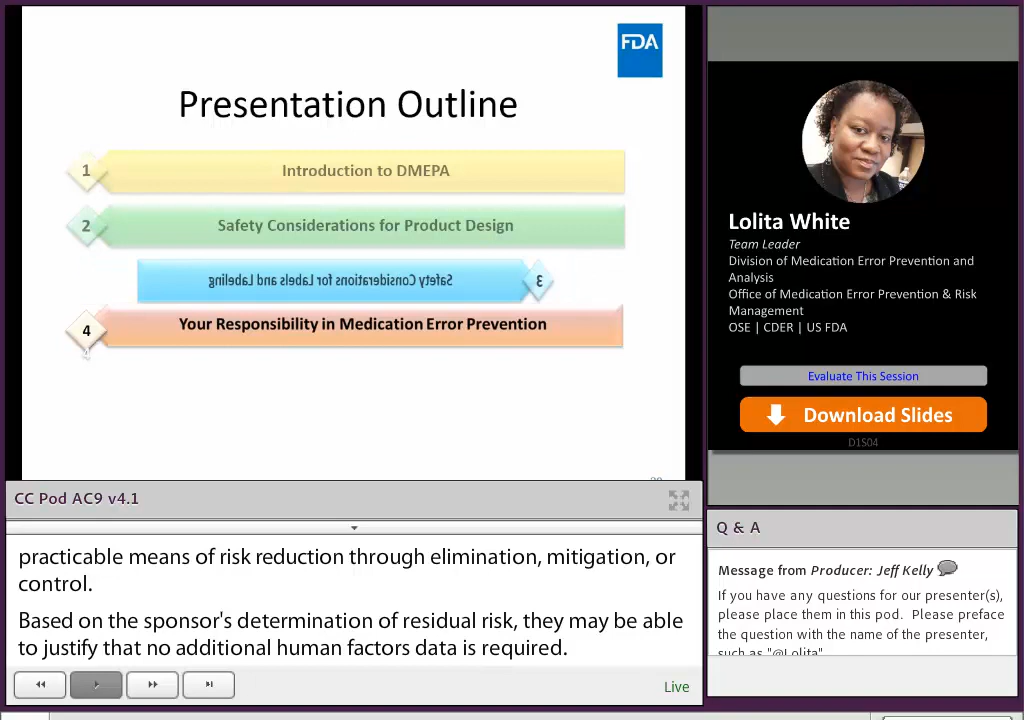 FDA
Presentation Outline
1
Introduction to DMEPA
2
Safety Considerations for Product Design
Safety Considerations for Labels and Labeling
3
4
Your Responsibility in Medication Error Prevention
CC Pod AC9 v4.1
practicable means of risk reduction through elimination, mitigation, or
control.
Based on the sponsor's determination of residual risk, they may be able
to justify that no additional human factors data is required.
Live
Lolita White
Team Leader
Division of Medication Error Prevention and
Analysis
Office of Medication Error Prevention & Risk
Management
OSE | CDER | US FDA
Evaluate This Session
Download Slides
D1S04
Q & A
Message from Producer: Jeff Kelly
If you have any questions for our presenter(s),
please place them in this pod. Please preface
the question with the name of the presenter,
such as "@Lolita"